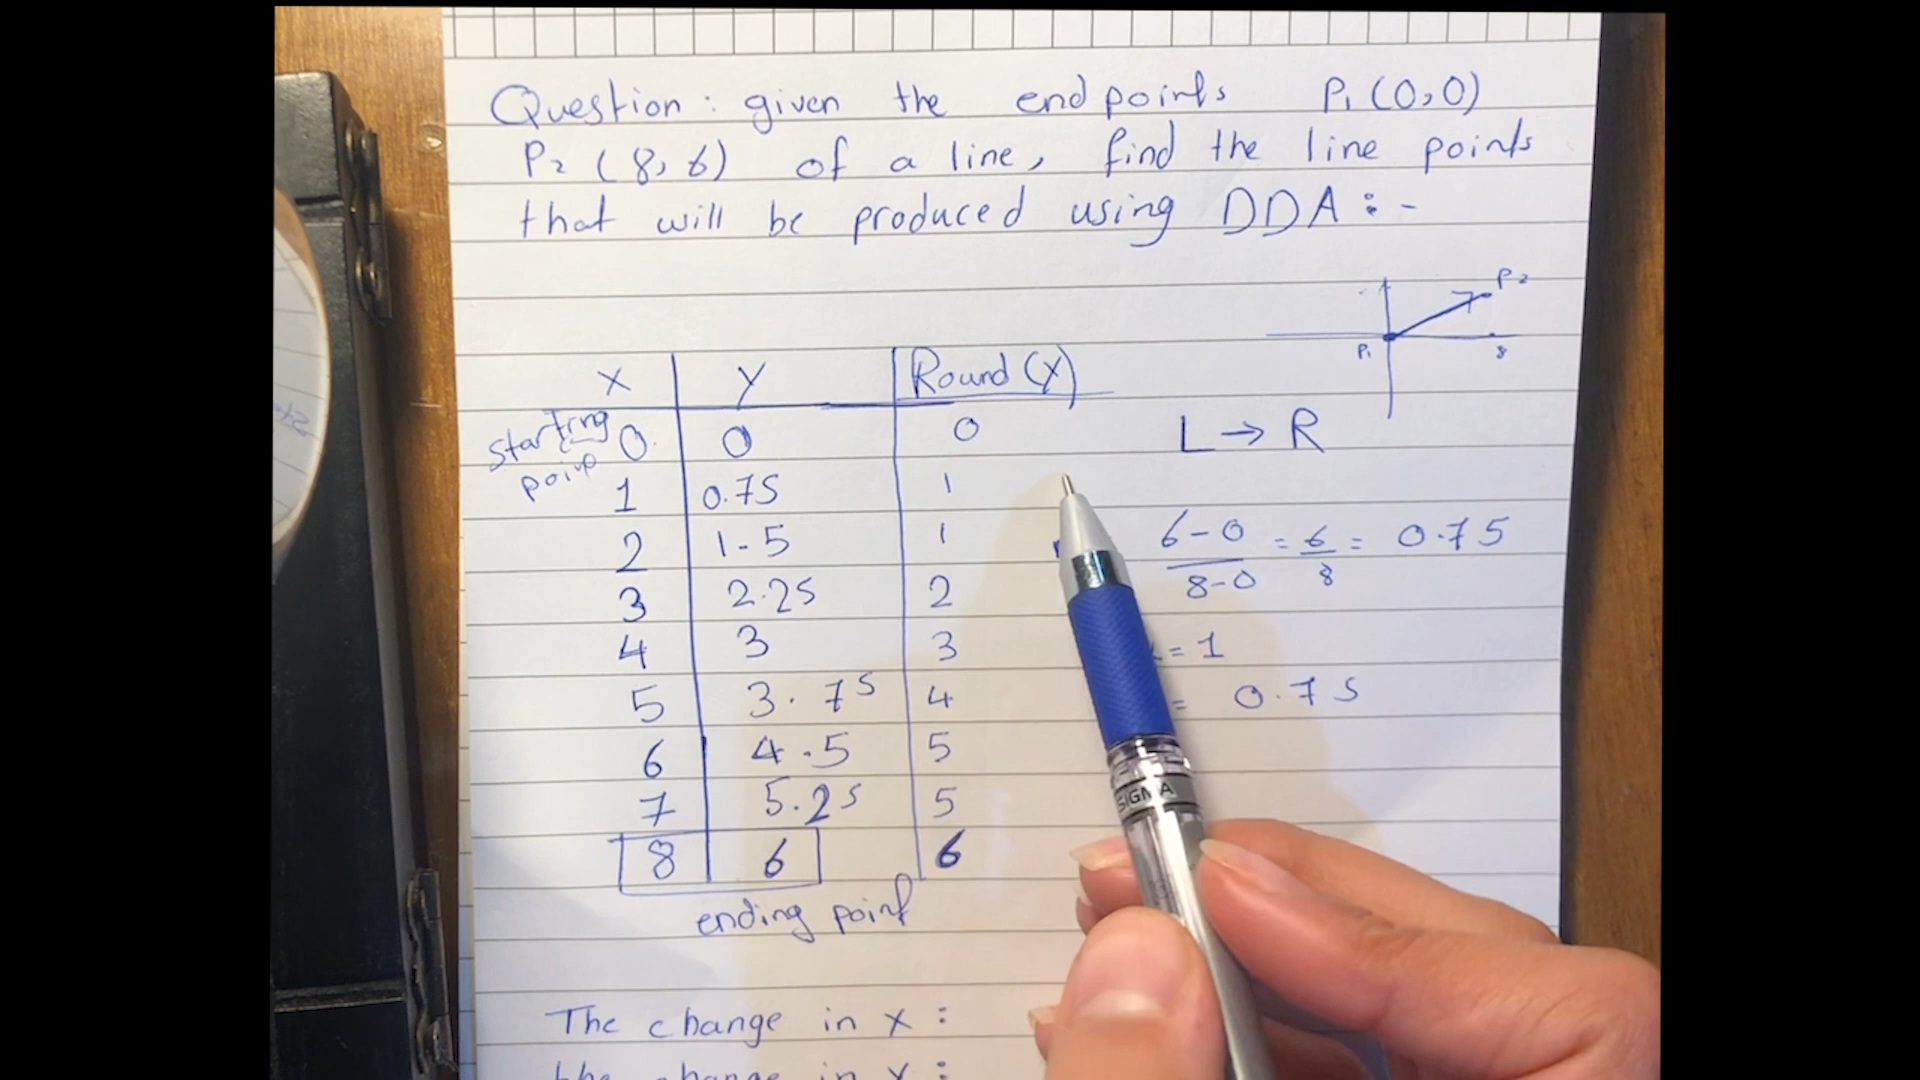 Question: given the end points P1 (0,0)
P2 (8,6) of a line, find the line points
that will be produced using DDA :-
P2
P1 8
X Y Round (Y)
starting point 0 0 0
L → R
1 0.75 1
2 1.5 1
6-0 / 8-0 = 6/8 = 0.75
3 2.25 2
4 3 3
= 1
5 3.75 4
= 0.75
6 4.5 5
7 5.25 5
8 6 6
ending point
The change in x :
the change in y :
SIGMA